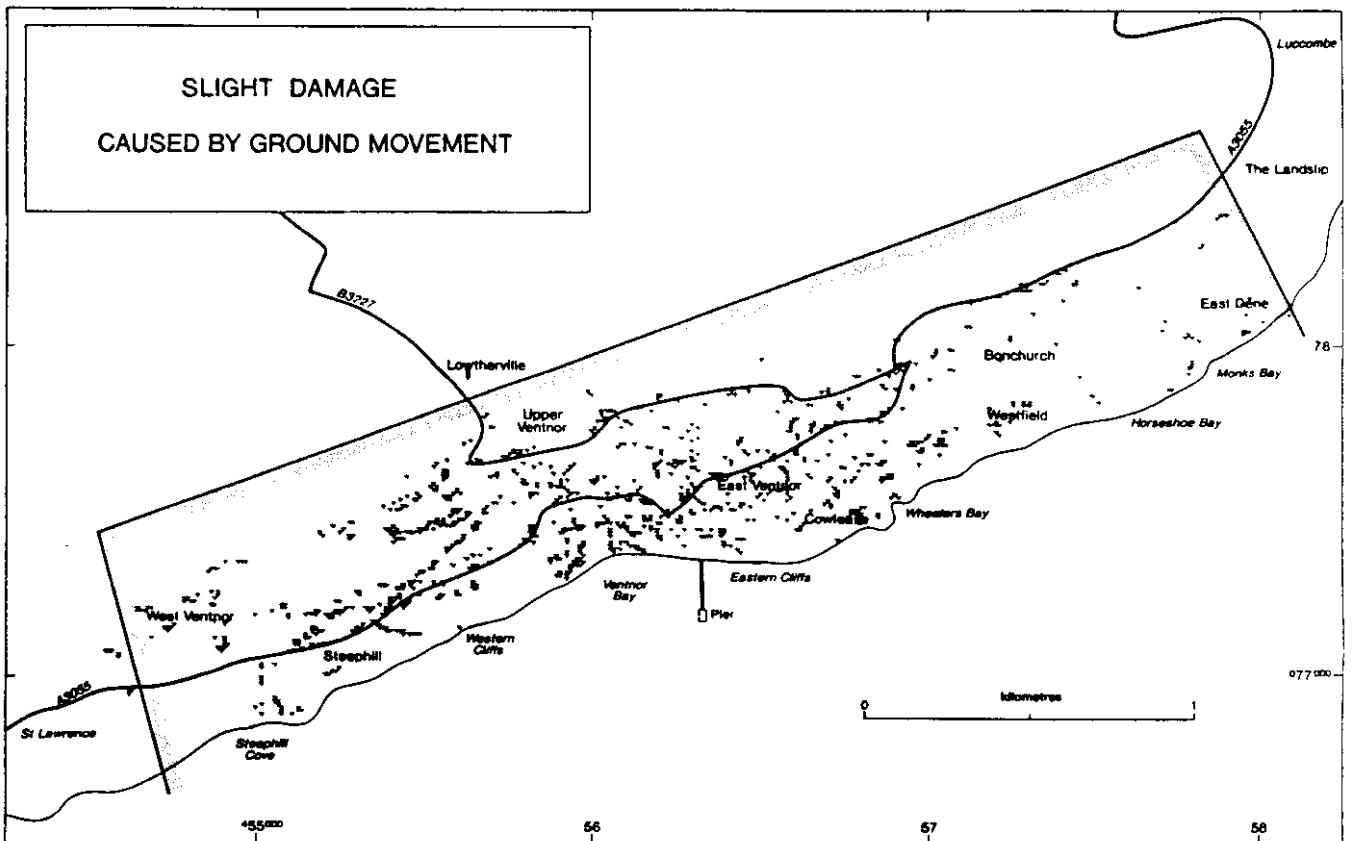 SLIGHT DAMAGE
CAUSED BY GROUND MOVEMENT
Luccombe
A3055
The Landslip
B3227
East Dene
Lowtherville
Bonchurch
78
Monks Bay
Upper
Ventnor
Westfield
Horseshoe Bay
East Ventnor
Cowlease
Wheelers Bay
Ventnor
Bay
Eastern Cliffs
Pier
West Ventnor
Western
Cliffs
Steephill
077000
kilometres
0 1
A3055
St Lawrence
Steephill
Cove
455000 56 57 58